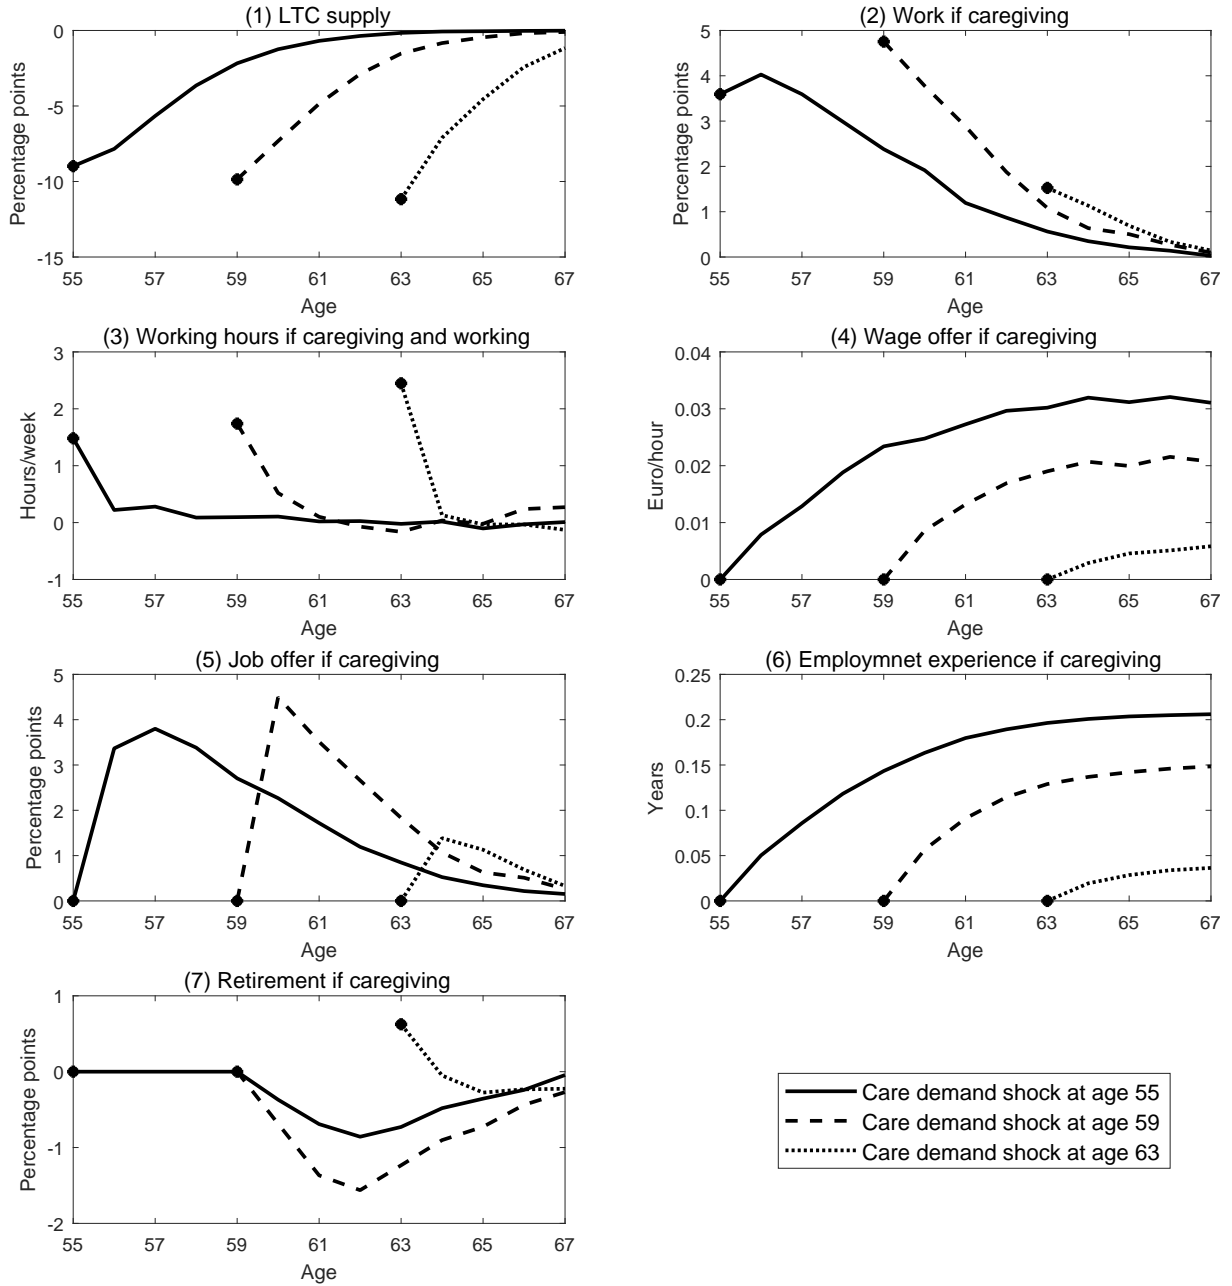 (1) LTC supply
Percentage points
0
-5
-10
-15
55 57 59 61 63 65 67
Age
(2) Work if caregiving
Percentage points
5
4
3
2
1
0
55 57 59 61 63 65 67
Age
(3) Working hours if caregiving and working
Hours/week
3
2
1
0
-1
55 57 59 61 63 65 67
Age
(4) Wage offer if caregiving
Euro/hour
0.04
0.03
0.02
0.01
0
55 57 59 61 63 65 67
Age
(5) Job offer if caregiving
Percentage points
5
4
3
2
1
0
55 57 59 61 63 65 67
Age
(6) Employmnet experience if caregiving
Years
0.25
0.2
0.15
0.1
0.05
0
55 57 59 61 63 65 67
Age
(7) Retirement if caregiving
Percentage points
1
0
-1
-2
55 57 59 61 63 65 67
Age
Care demand shock at age 55
Care demand shock at age 59
Care demand shock at age 63